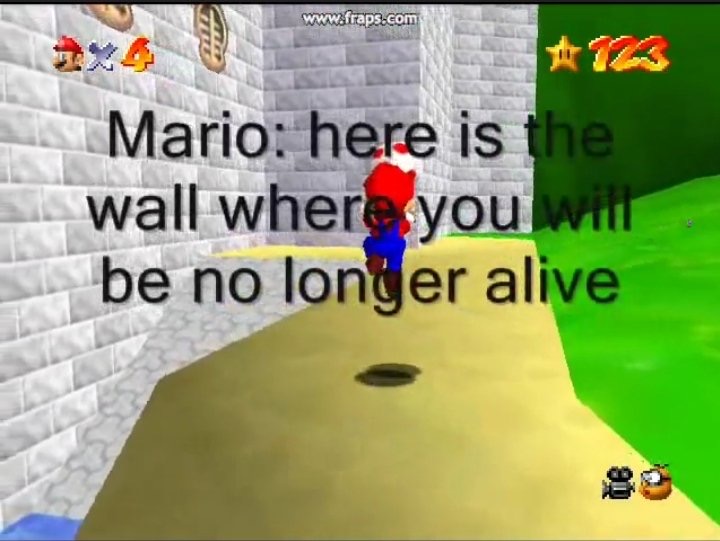 www.fraps.com
× 4
123
Mario: here is the
wall where you will
be no longer alive